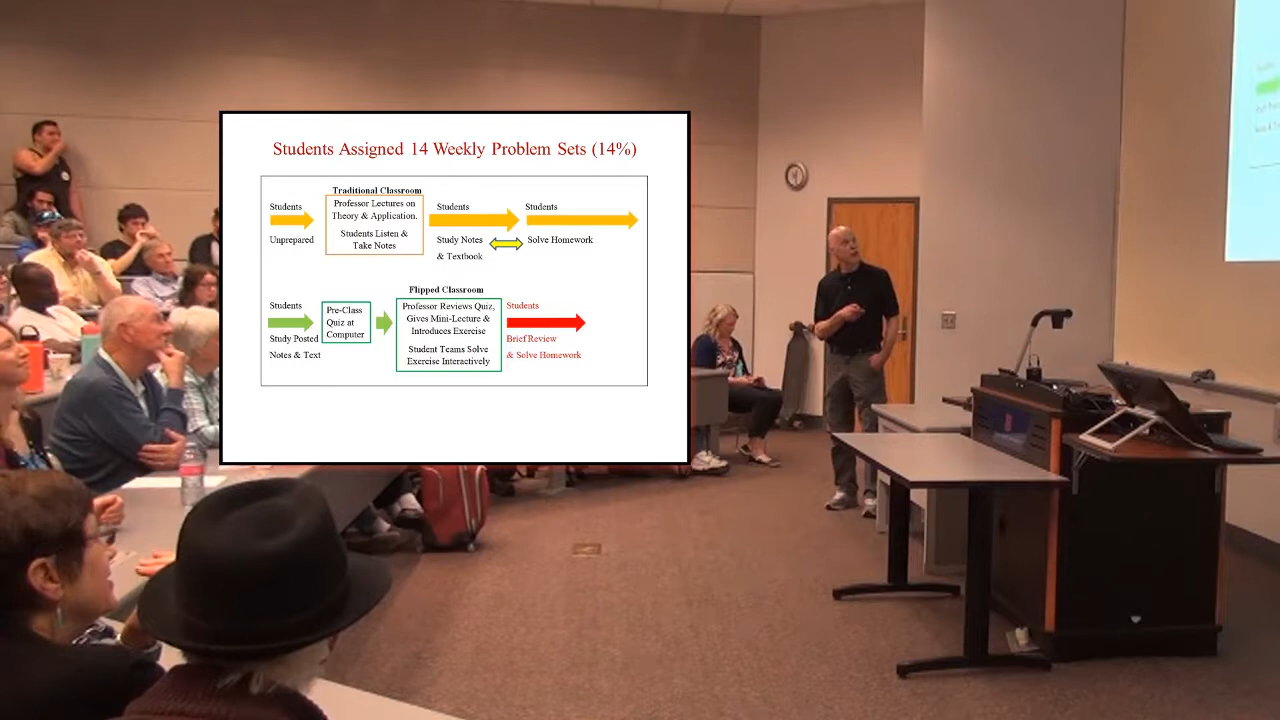 Students Assigned 14 Weekly Problem Sets (14%)
Traditional Classroom
Students
Unprepared
Professor Lectures on
Theory & Application.
Students Listen &
Take Notes
Students
Study Notes
& Textbook
Students
Solve Homework
Flipped Classroom
Students
Study Posted
Notes & Text
Pre-Class
Quiz at
Computer
Professor Reviews Quiz,
Gives Mini-Lecture &
Introduces Exercise
Student Teams Solve
Exercise Interactively
Students
Brief Review
& Solve Homework